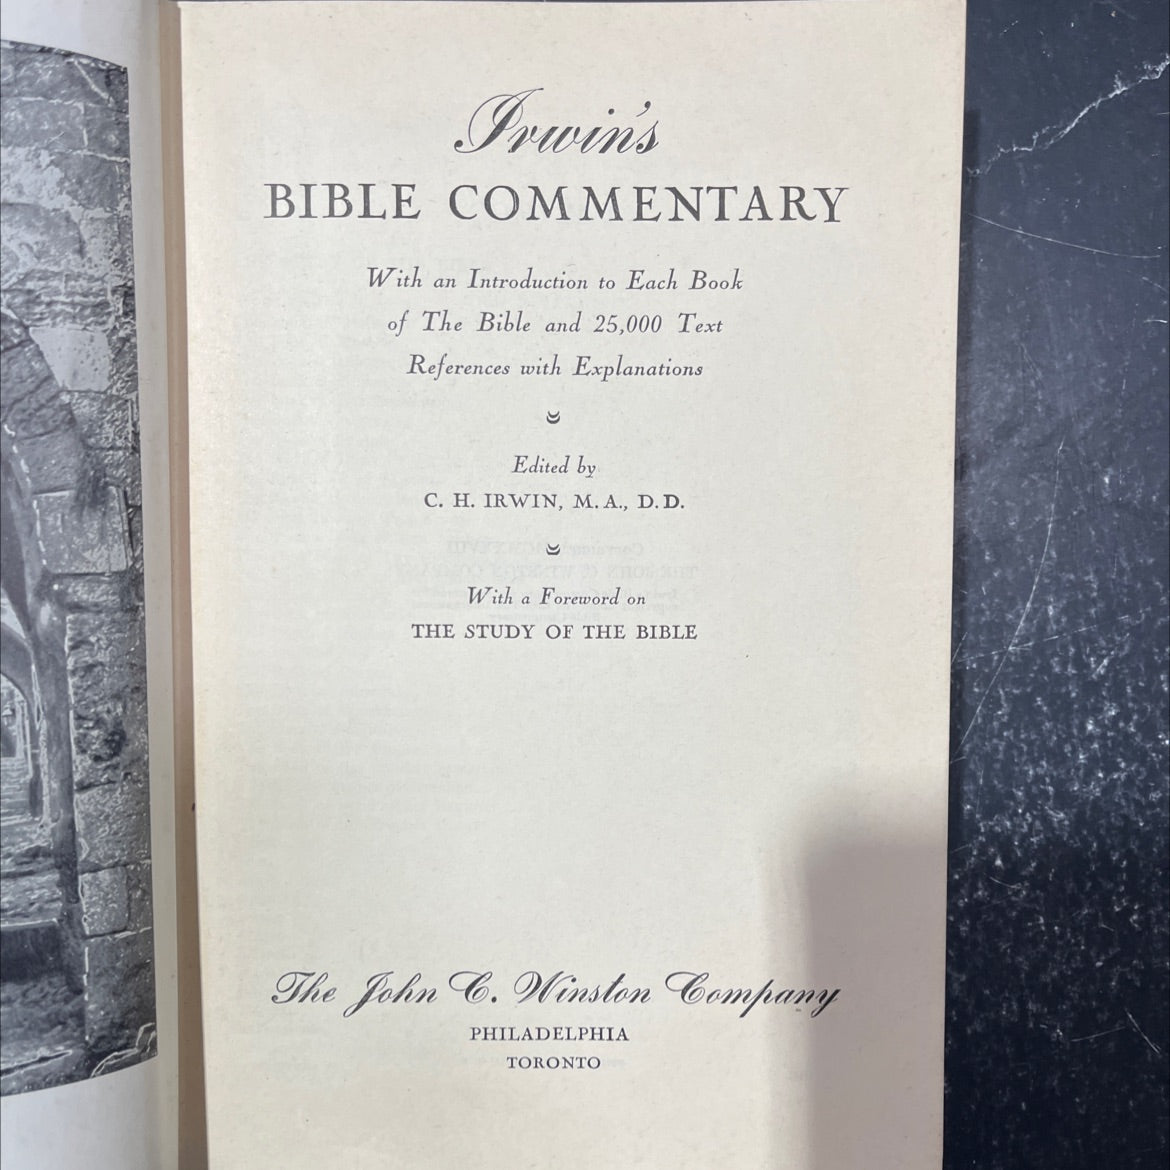 Irwin's
BIBLE COMMENTARY
With an Introduction to Each Book
of The Bible and 25,000 Text
References with Explanations
Edited by
C. H. IRWIN, M.A., D.D.
With a Foreword on
THE STUDY OF THE BIBLE
The John C. Winston Company
PHILADELPHIA
TORONTO